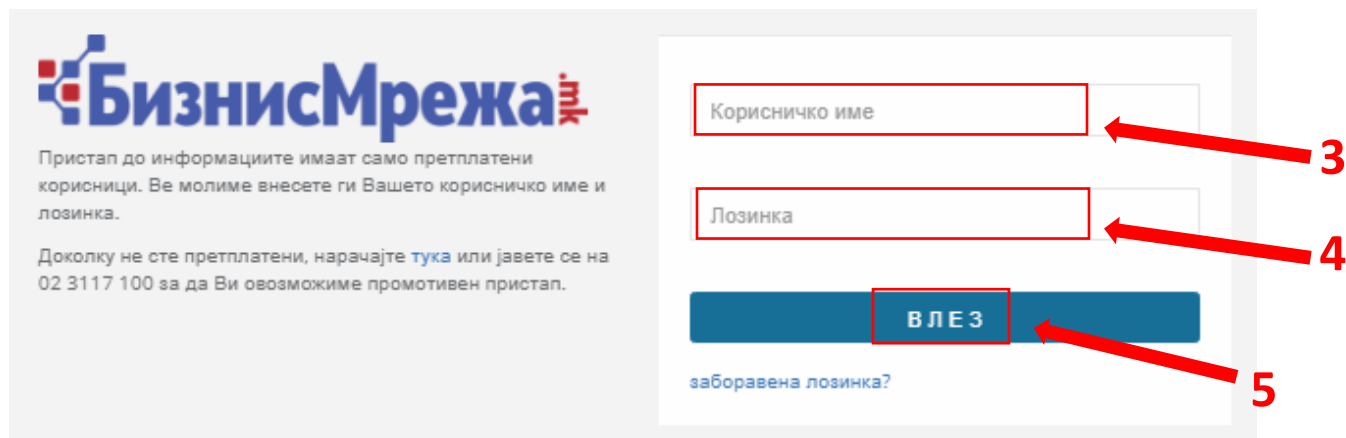 БизнисМрежа.mk
Пристап до информациите имаат само претплатени
корисници. Ве молиме внесете ги Вашето корисничко име и
лозинка.
Доколку не сте претплатени, нарачајте тука или јавете се на
02 3117 100 за да Ви овозможиме промотивен пристап.
Корисничко име
3
Лозинка
4
ВЛЕЗ
5
заборавена лозинка?